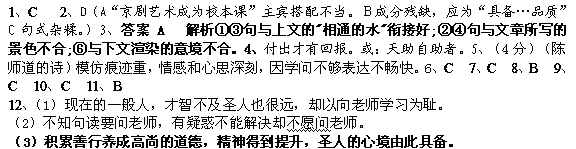 1、C    2、D（A“京剧艺术成为校本课”主宾搭配不当。B成分残缺，应为“具备…品质”
C句式杂糅。）3、答案 A    解析①③句与上文的“相通的水”衔接好；②④句与文章所写的
景色不合；⑥与下文渲染的意境不合。4、付出才有回报。或：天助自助者。5、（4分）（陈
师道的诗）模仿痕迹重，情感和心思深刻，因学问不够表达不畅快。6、C  7、C  8、B  9、
C  10、C  11、B
12、（1）现在的一般人，才智不及圣人也很远，却以向老师学习为耻。
（2）不知句读要问老师，有疑惑不能解决却不愿问老师。
（3）积累善行养成高尚的道德，精神得到提升，圣人的心境由此具备。